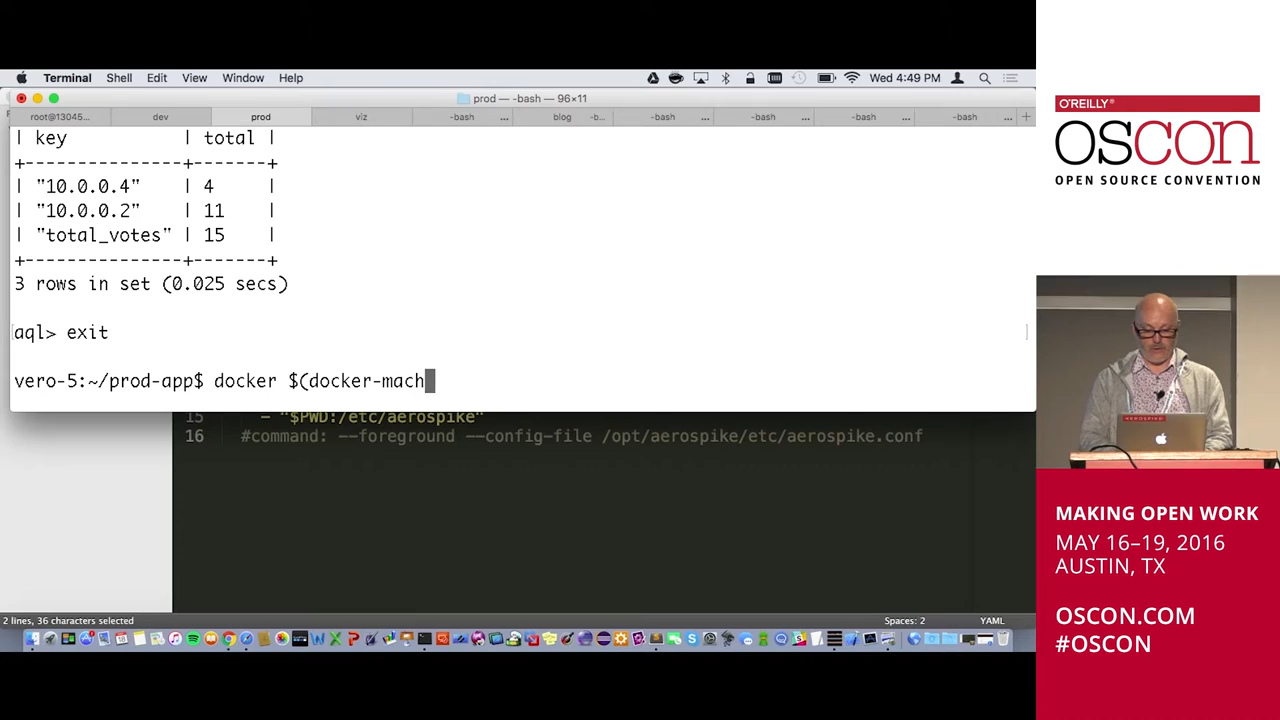 Terminal Shell Edit View Window Help Wed 4:49 PM
prod — -bash — 96×11
root@13045... dev prod viz -bash ... blog -b... -bash ... -bash ... -bash ... -bash ... +
| key | total |
+---------------+-------+
| "10.0.0.4" | 4 |
| "10.0.0.2" | 11 |
| "total_votes" | 15 |
+---------------+-------+
3 rows in set (0.025 secs)
aql> exit
vero-5:~/prod-app$ docker $(docker-mach
15 - "$PWD:/etc/aerospike"
16 #command: --foreground --config-file /opt/aerospike/etc/aerospike.conf
2 lines, 36 characters selected Spaces: 2 YAML
O'REILLY®
OSCON
OPEN SOURCE CONVENTION
AEROSPIKE
MAKING OPEN WORK
MAY 16–19, 2016
AUSTIN, TX
OSCON.COM
#OSCON